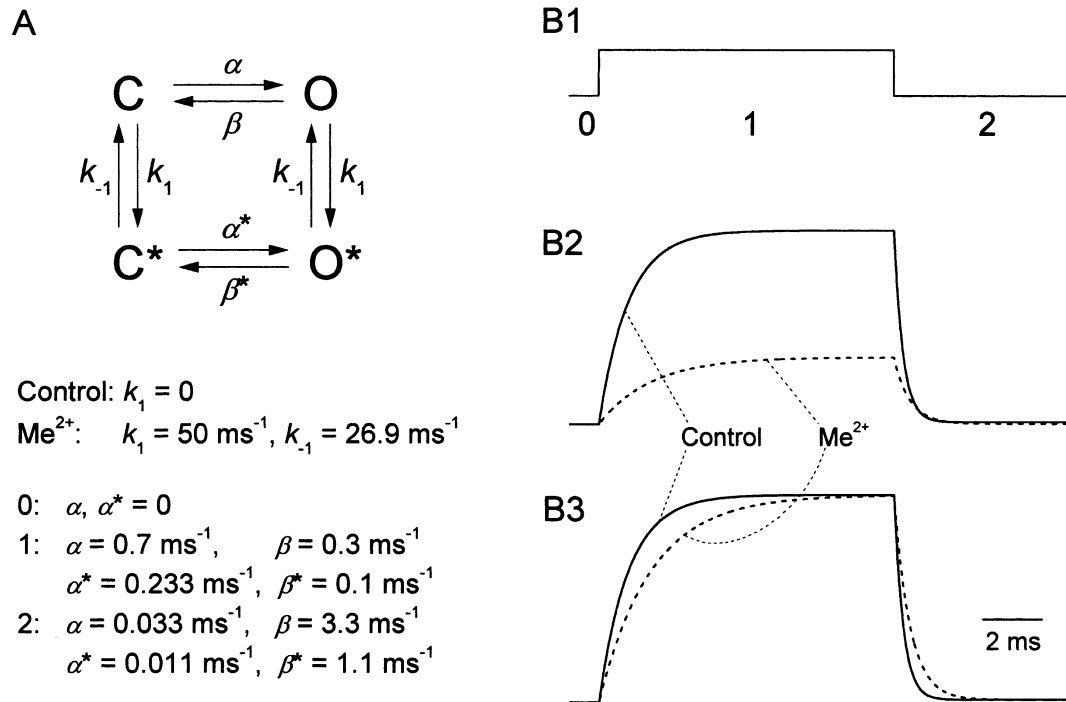 A
α
C O
β
k-1 k1 k-1 k1
α*
C* O*
β*
Control: k1 = 0
Me2+: k1 = 50 ms-1, k-1 = 26.9 ms-1
0: α, α* = 0
1: α = 0.7 ms-1, β = 0.3 ms-1
α* = 0.233 ms-1, β* = 0.1 ms-1
2: α = 0.033 ms-1, β = 3.3 ms-1
α* = 0.011 ms-1, β* = 1.1 ms-1
B1
0 1 2
B2
Control Me2+
B3
2 ms